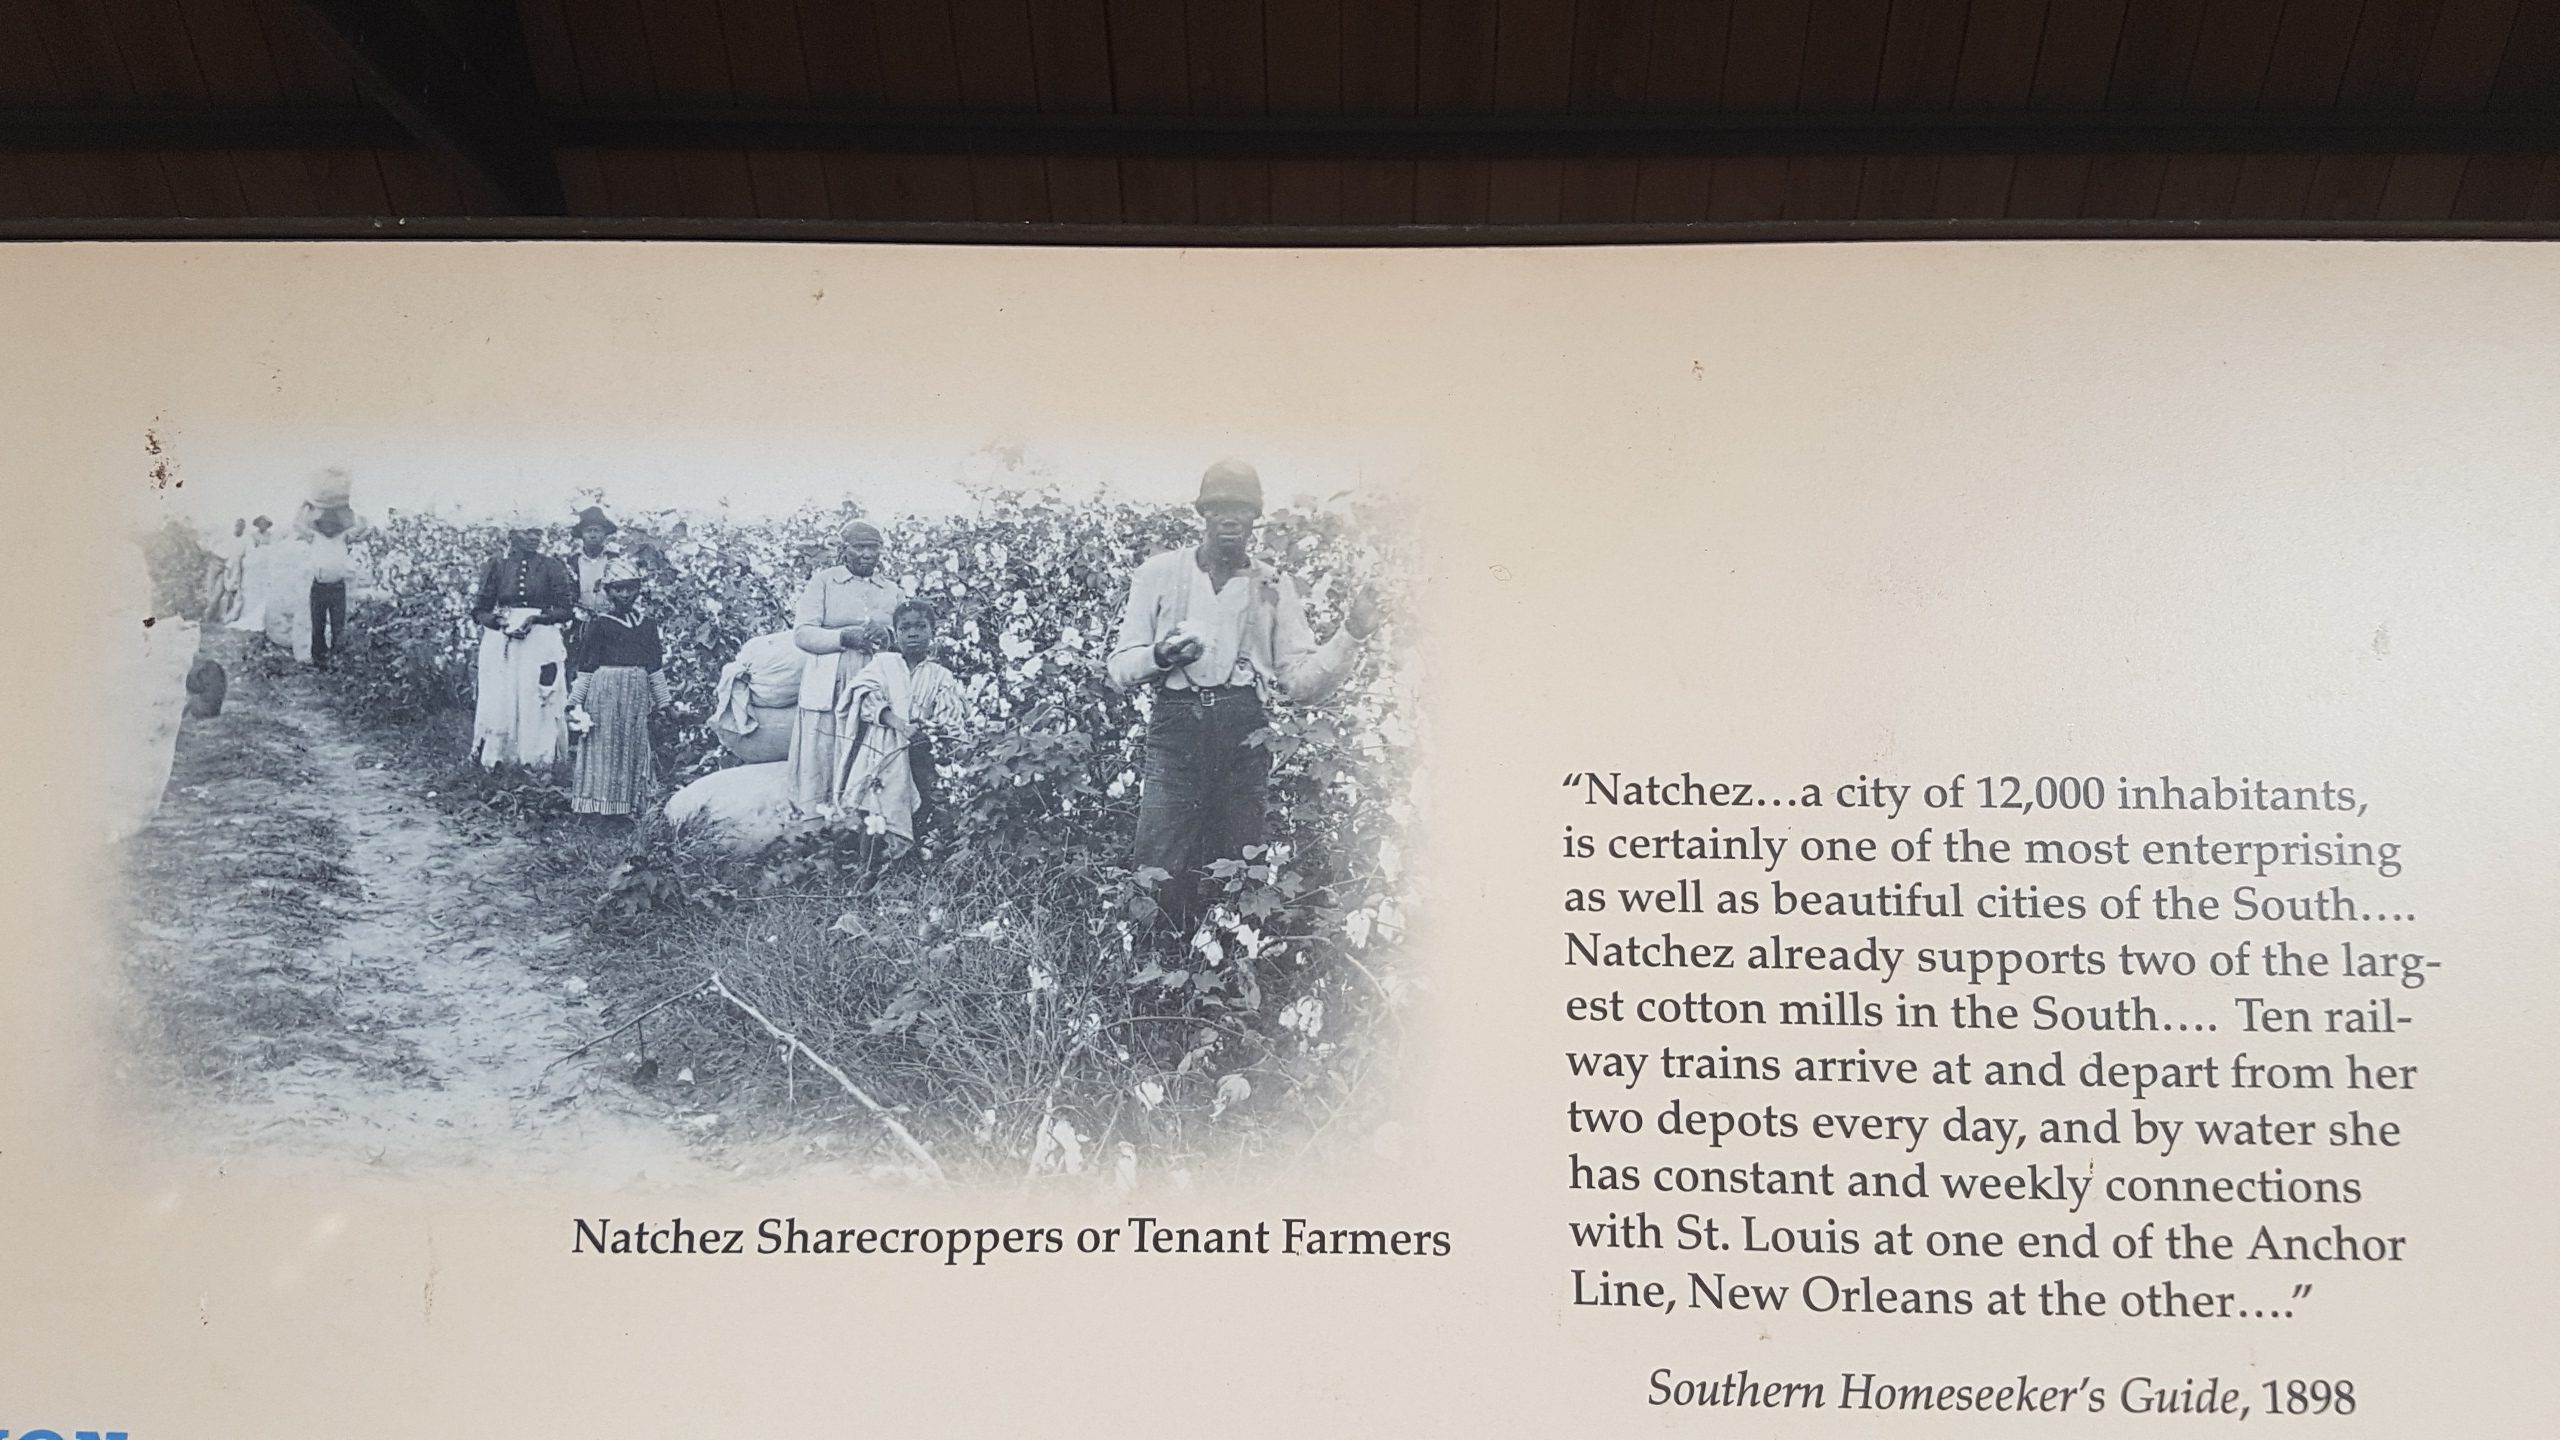 Natchez Sharecroppers or Tenant Farmers
“Natchez…a city of 12,000 inhabitants,
is certainly one of the most enterprising
as well as beautiful cities of the South….
Natchez already supports two of the larg-
est cotton mills in the South…. Ten rail-
way trains arrive at and depart from her
two depots every day, and by water she
has constant and weekly connections
with St. Louis at one end of the Anchor
Line, New Orleans at the other….”
Southern Homeseeker’s Guide, 1898